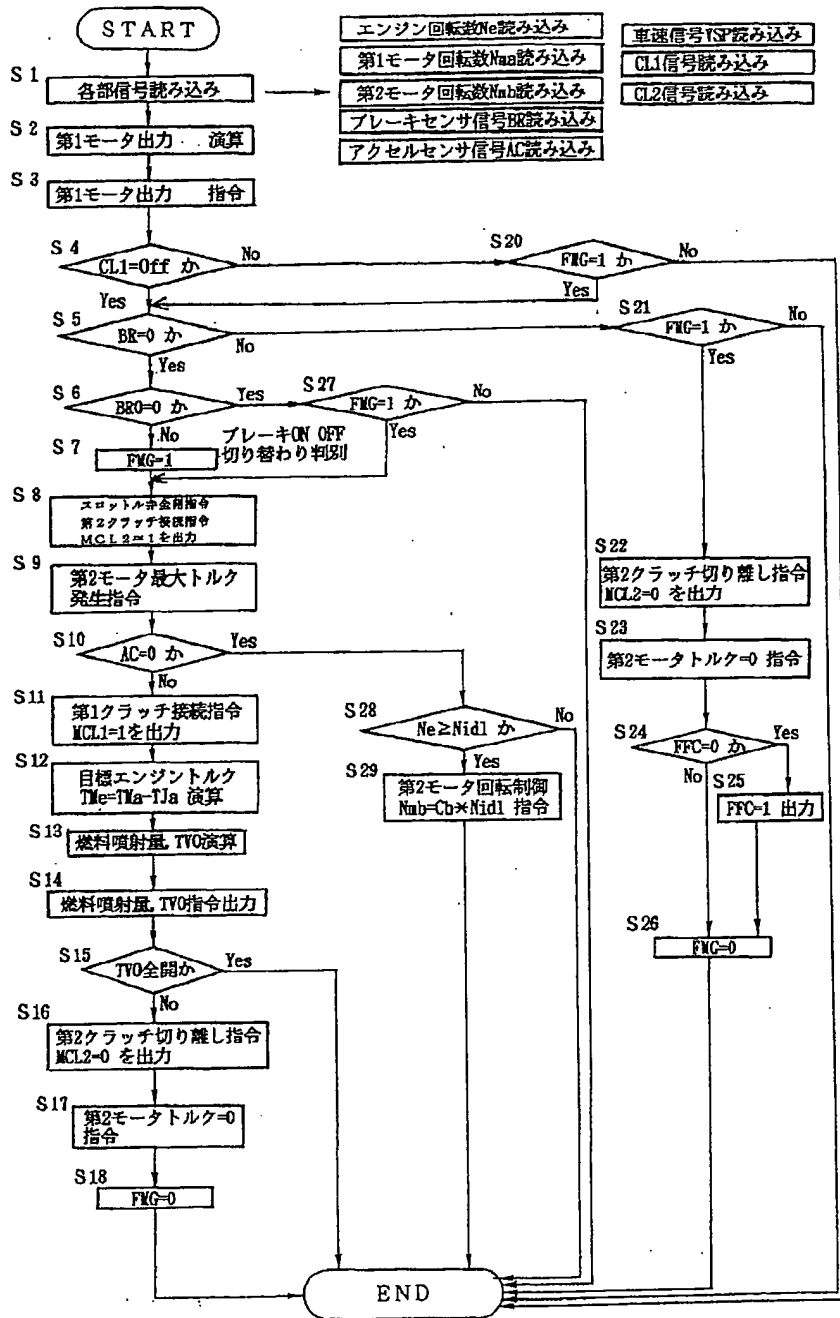 START
S1
各部信号読み込み
エンジン回転数Ne読み込み
第1モータ回転数Nma読み込み
第2モータ回転数Nmb読み込み
ブレーキセンサ信号BR読み込み
アクセルセンサ信号AC読み込み
車速信号VSP読み込み
CL1信号読み込み
CL2信号読み込み
S2
第1モータ出力 演算
S3
第1モータ出力 指令
S4
CL1=Off か
No
Yes
S20
FMG=1 か
No
Yes
S5
BR=0 か
No
Yes
S21
FMG=1 か
No
Yes
S6
BR0=0 か
Yes
No
S27
FMG=1 か
No
Yes
S7
FMG=1
ブレーキON OFF
切り替わり判別
S8
スロットル弁全開指令
第2クラッチ接続指令
MCL2=1を出力
S9
第2モータ最大トルク
発生指令
S10
AC=0 か
Yes
No
S11
第1クラッチ接続指令
MCL1=1を出力
S12
目標エンジントルク
TMe=TMa-TJa 演算
S13
燃料噴射量,TVO演算
S14
燃料噴射量,TVO指令出力
S15
TVO全開か
Yes
No
S16
第2クラッチ切り離し指令
MCL2=0 を出力
S17
第2モータトルク=0
指令
S18
FMG=0
S28
Ne≥Nidl か
No
Yes
S29
第2モータ回転制御
Nmb=Cb*Nidl 指令
S22
第2クラッチ切り離し指令
MCL2=0 を出力
S23
第2モータトルク=0 指令
S24
FFC=0 か
Yes
No
S25
FFC=1 出力
S26
FMG=0
END